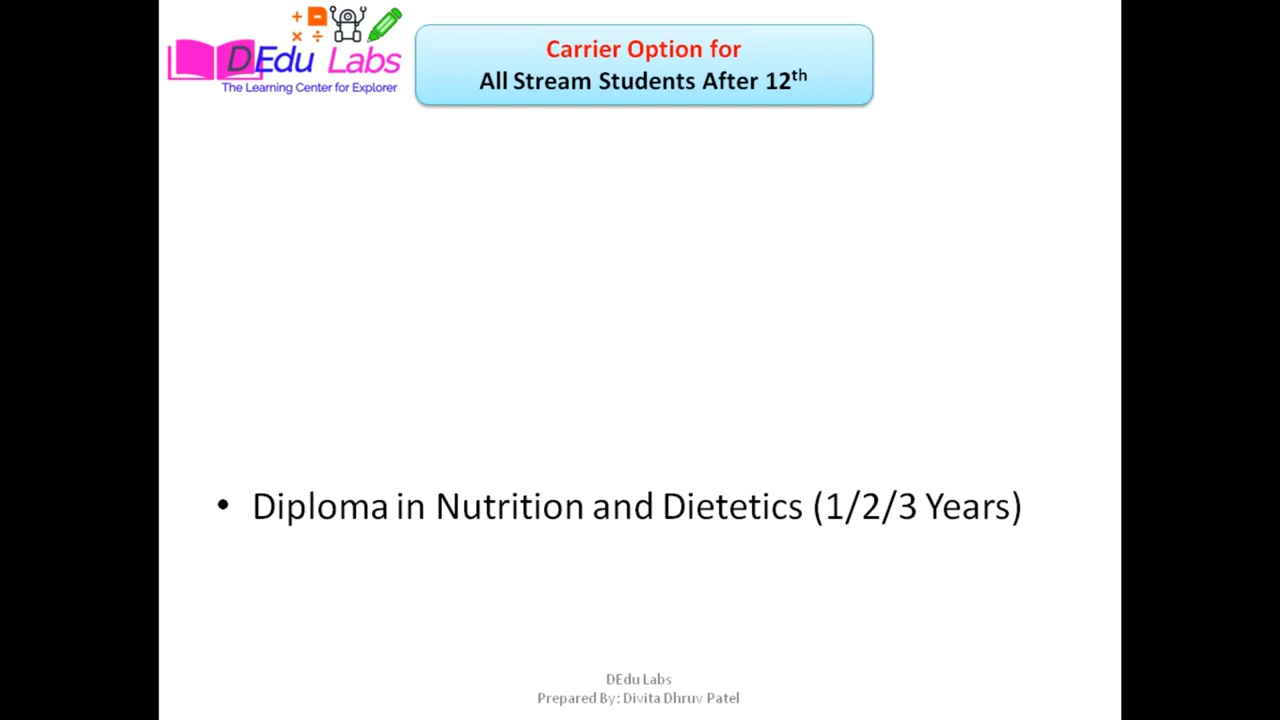 DEdu Labs
The Learning Center for Explorer
Carrier Option for
All Stream Students After 12th
• Diploma in Nutrition and Dietetics (1/2/3 Years)
DEdu Labs
Prepared By: Divita Dhruv Patel